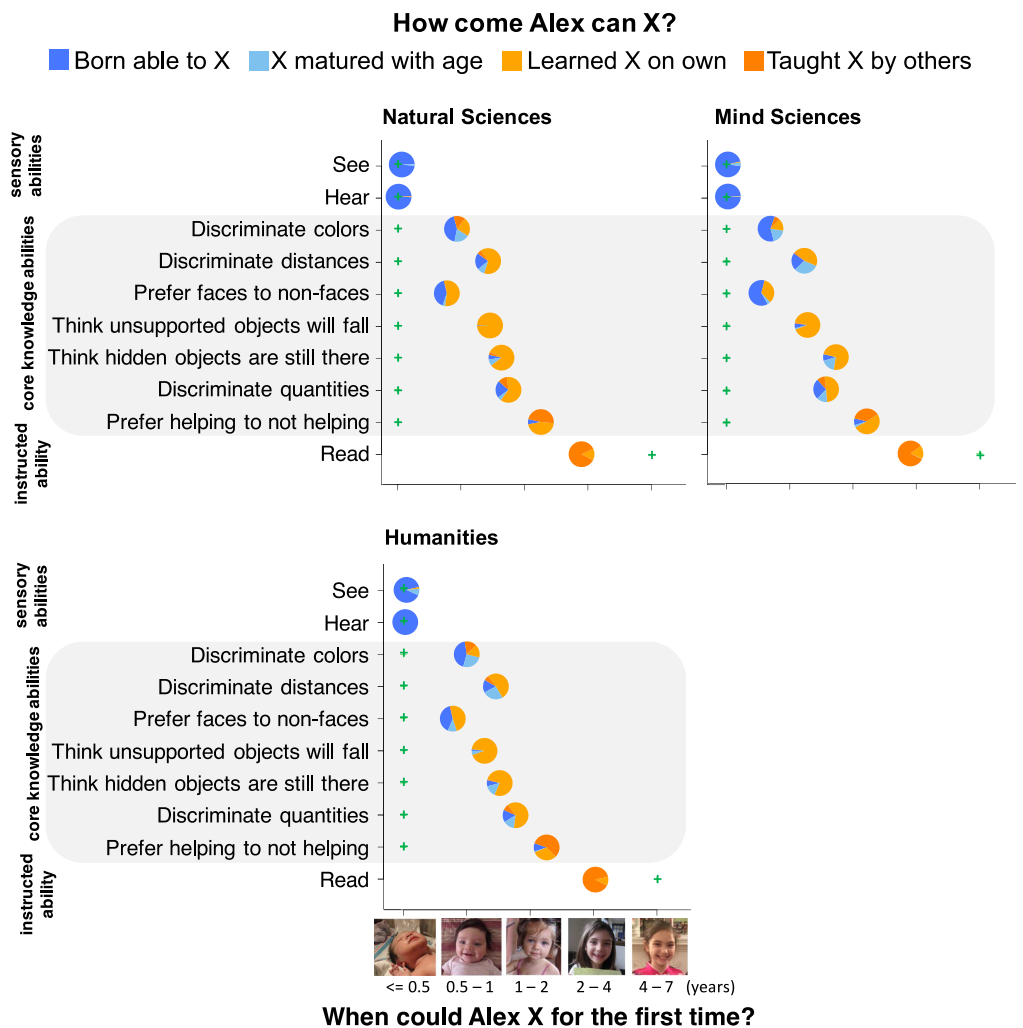 How come Alex can X?
Born able to X X matured with age Learned X on own Taught X by others
Natural Sciences
Mind Sciences
sensory
abilities
See
Hear
core knowledge abilities
Discriminate colors
Discriminate distances
Prefer faces to non-faces
Think unsupported objects will fall
Think hidden objects are still there
Discriminate quantities
Prefer helping to not helping
instructed
ability
Read
Humanities
sensory
abilities
See
Hear
core knowledge abilities
Discriminate colors
Discriminate distances
Prefer faces to non-faces
Think unsupported objects will fall
Think hidden objects are still there
Discriminate quantities
Prefer helping to not helping
instructed
ability
Read
<= 0.5 0.5 – 1 1 – 2 2 – 4 4 – 7 (years)
When could Alex X for the first time?